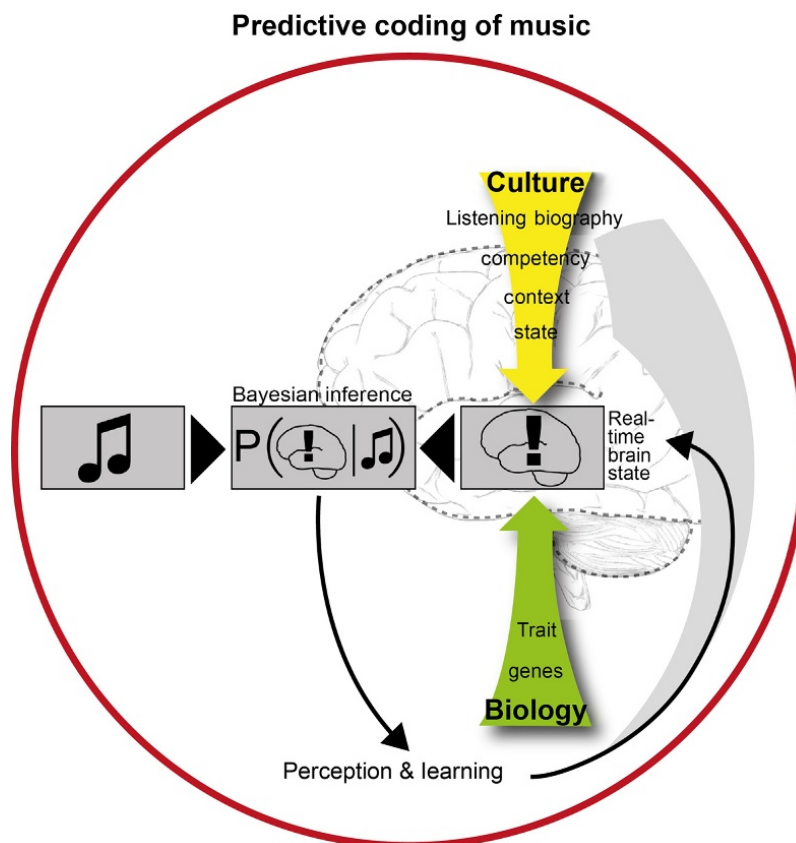 Predictive coding of music
Culture
Listening biography
competency
context
state
Bayesian inference
P(!|♫)
!
Real-
time
brain
state
Trait
genes
Biology
Perception & learning